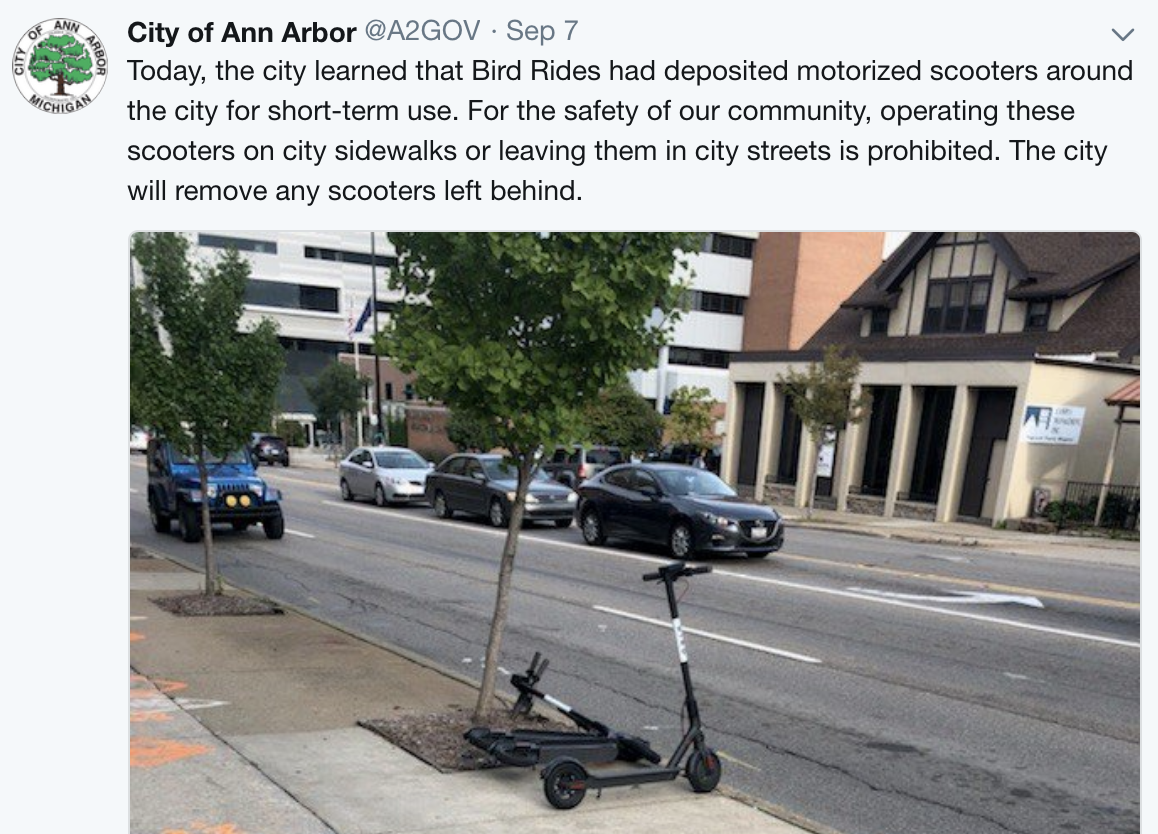 City of Ann Arbor @A2GOV · Sep 7
Today, the city learned that Bird Rides had deposited motorized scooters around
the city for short-term use. For the safety of our community, operating these
scooters on city sidewalks or leaving them in city streets is prohibited. The city
will remove any scooters left behind.
CITY OF ANN ARBOR
MICHIGAN